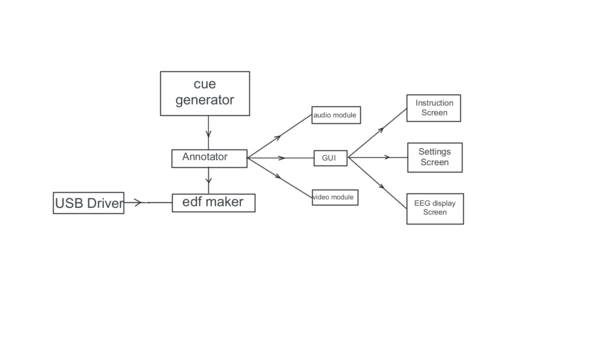 cue
generator
audio module
Instruction
Screen
Annotator
GUI
Settings
Screen
USB Driver
edf maker
video module
EEG display
Screen